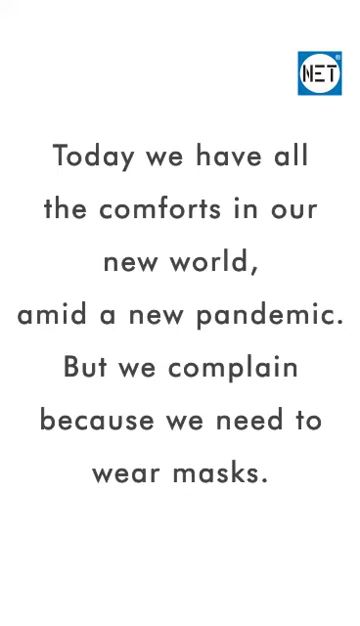 NET
Today we have all
the comforts in our
new world,
amid a new pandemic.
But we complain
because we need to
wear masks.